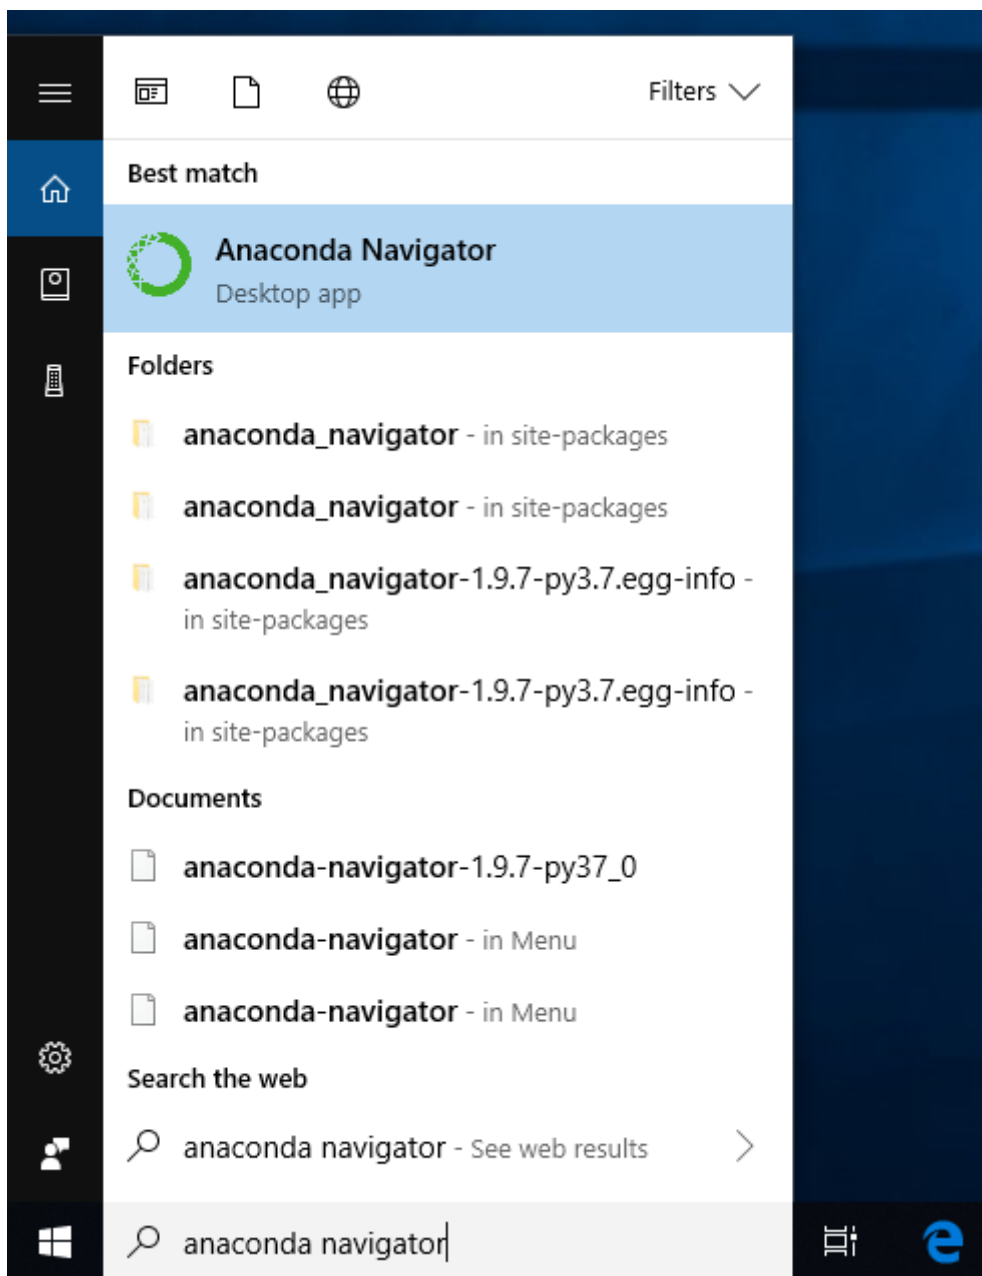 Filters
Best match
Anaconda Navigator
Desktop app
Folders
anaconda_navigator - in site-packages
anaconda_navigator - in site-packages
anaconda_navigator-1.9.7-py3.7.egg-info -
in site-packages
anaconda_navigator-1.9.7-py3.7.egg-info -
in site-packages
Documents
anaconda-navigator-1.9.7-py37_0
anaconda-navigator - in Menu
anaconda-navigator - in Menu
Search the web
anaconda navigator - See web results
anaconda navigator